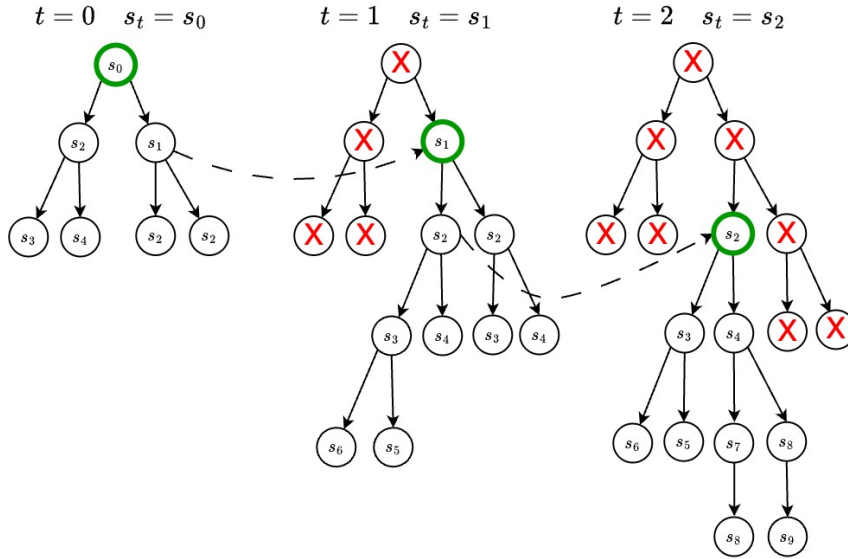 t = 0 s_t = s_0 t = 1 s_t = s_1 t = 2 s_t = s_2
s_0 X X
s_2 s_1 X s_1 X X
s_3 s_4 s_2 s_2 X X s_2 s_2 X X s_2 X
s_3 s_4 s_3 s_4 s_3 s_4 X X
s_6 s_5 s_6 s_5 s_7 s_8
s_8 s_9